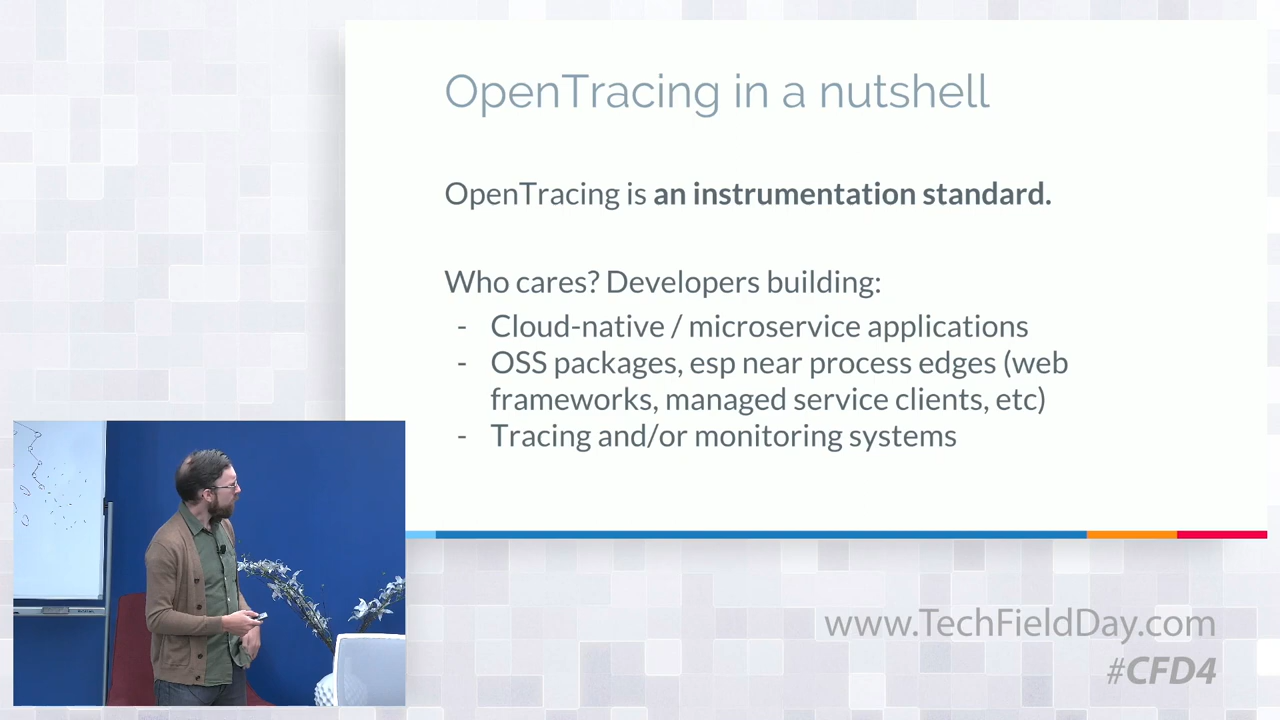 OpenTracing in a nutshell
OpenTracing is an instrumentation standard.
Who cares? Developers building:
- Cloud-native / microservice applications
- OSS packages, esp near process edges (web
frameworks, managed service clients, etc)
- Tracing and/or monitoring systems
www.TechFieldDay.com
#CFD4